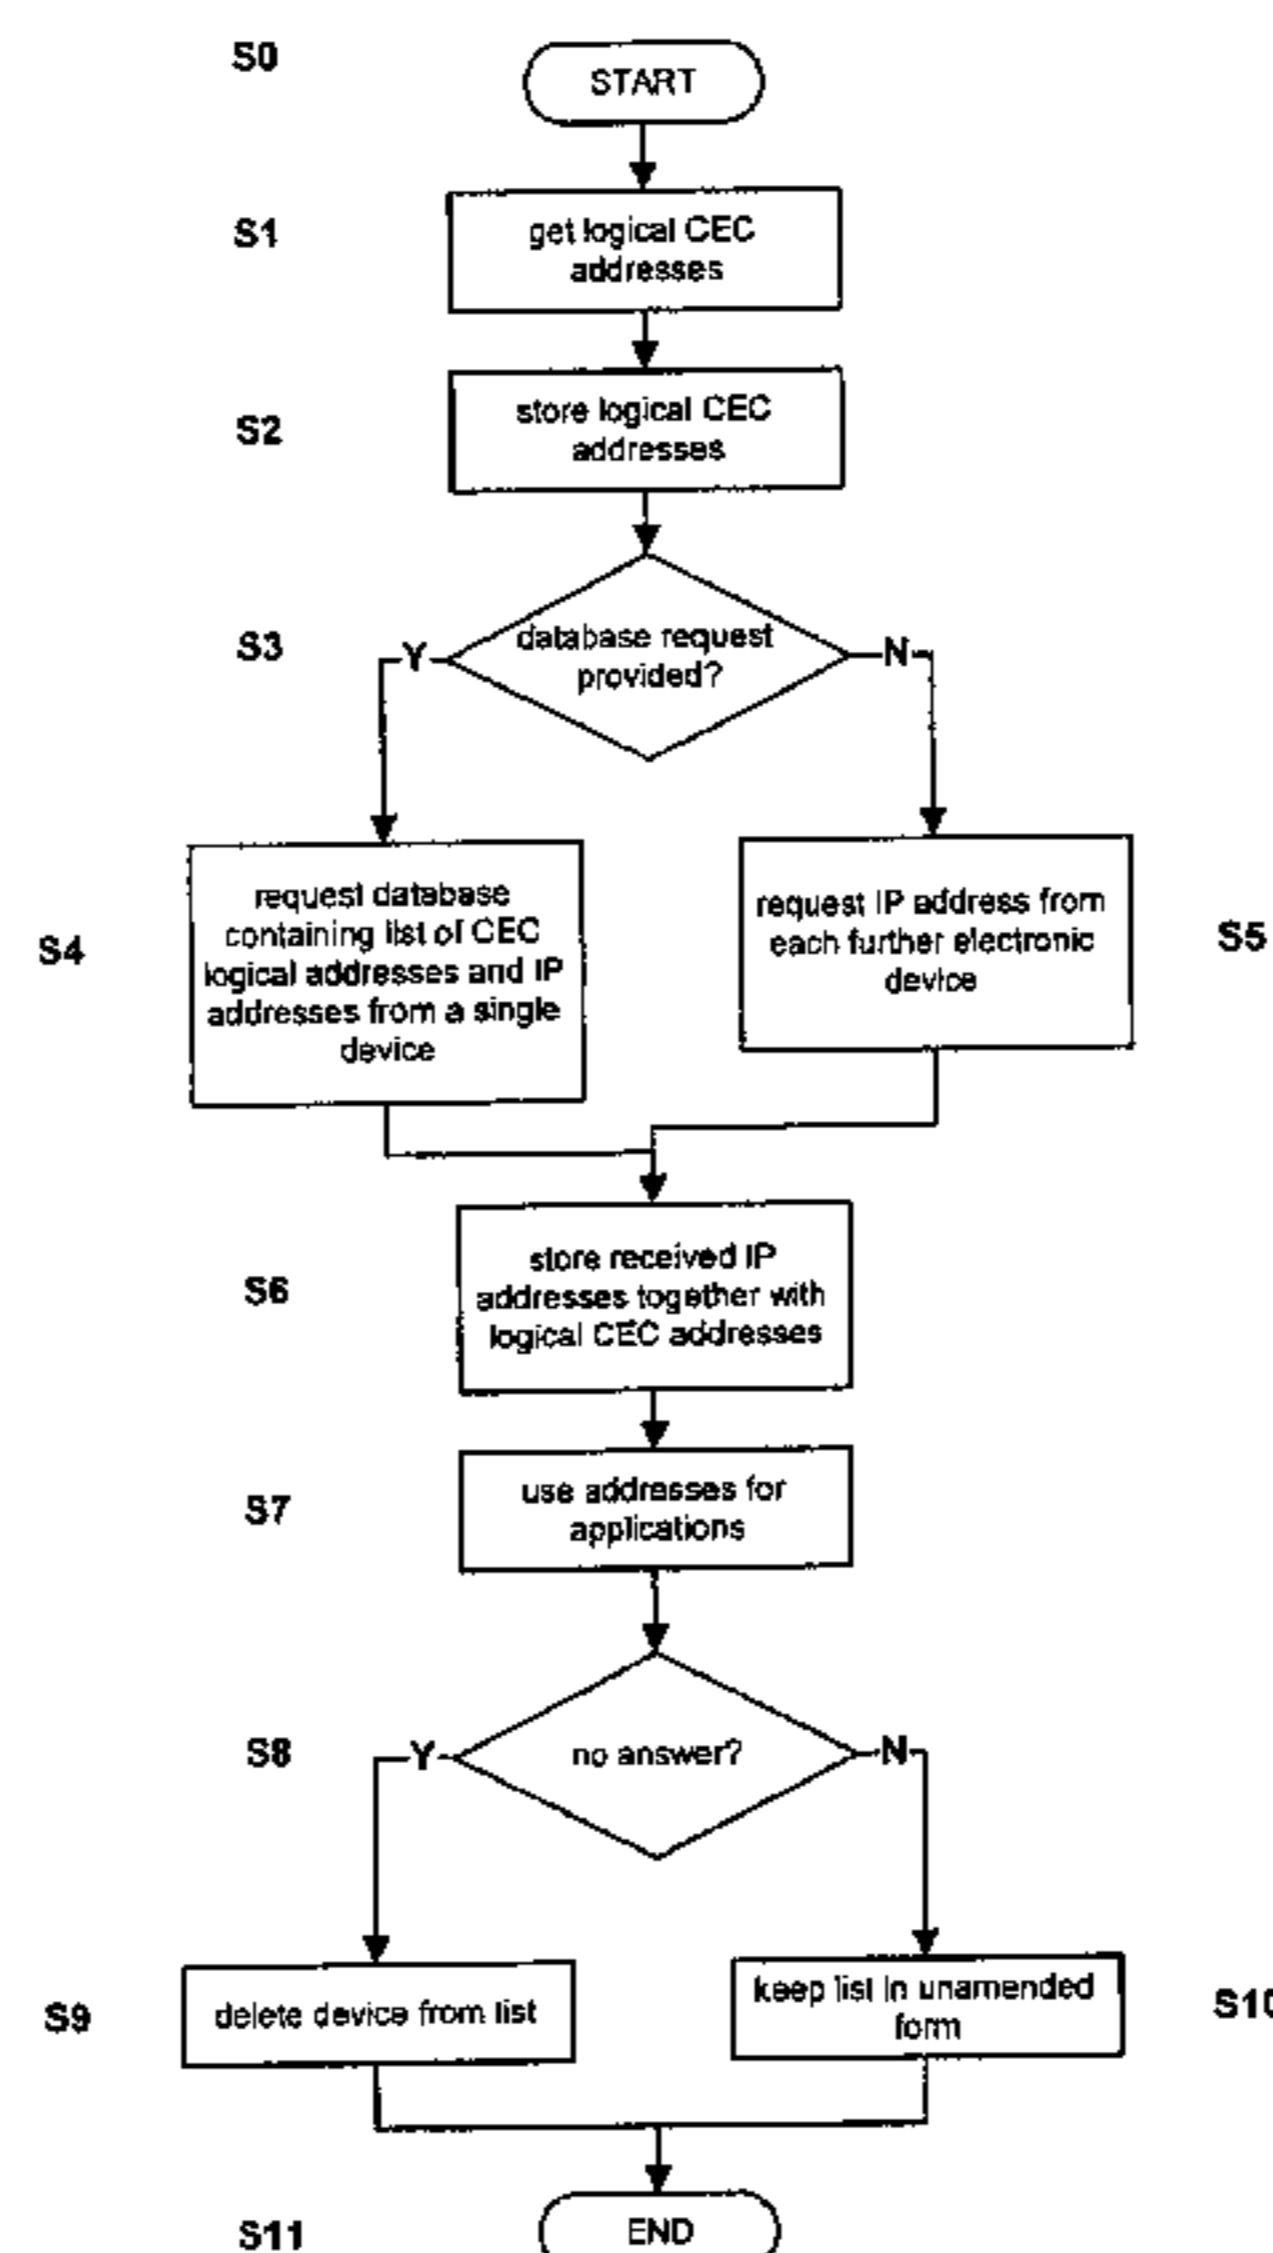 S0
START
S1
get logical CEC
addresses
S2
store logical CEC
addresses
S3
database request
provided?
Y
N
S4
request database
containing list of CEC
logical addresses and IP
addresses from a single
device
request IP address from
each further electronic
device
S5
S6
store received IP
addresses together with
logical CEC addresses
S7
use addresses for
applications
S8
Y
no answer?
N
S9
delete device from list
keep list in unamended
form
S10
S11
END